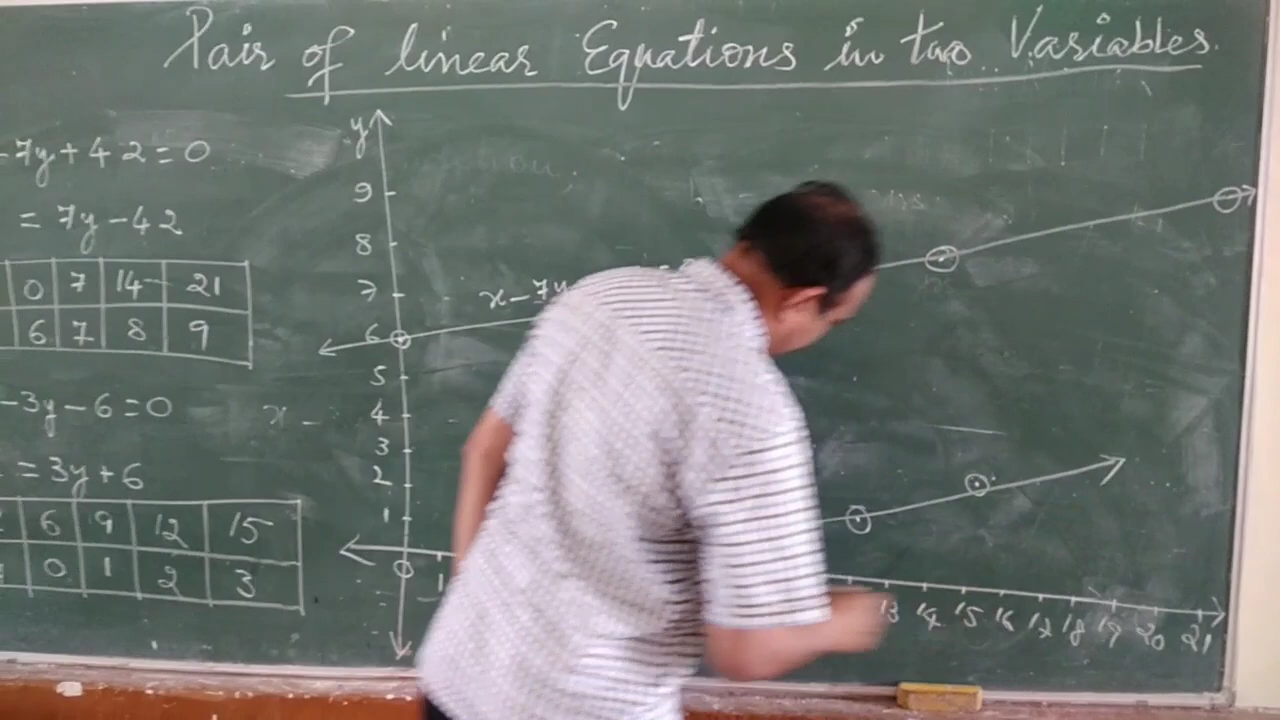 Pair of linear Equations in two Variables.
-7y+42=0
= 7y-42
0 7 14 21
6 7 8 9
-3y-6=0
= 3y+6
6 9 12 15
0 1 2 3
y
9
8
7
6
5
4
3
2
1
x-7y
x -
0 1 13 14 15 16 17 18 19 20 21